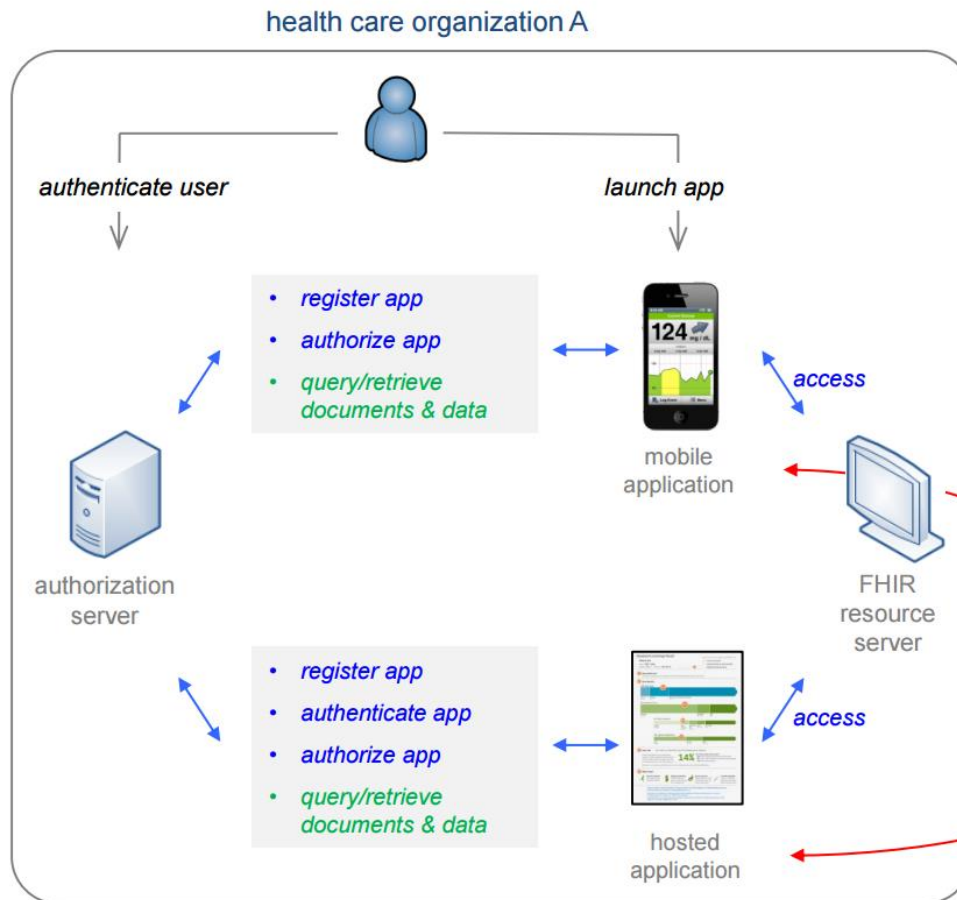 health care organization A
authenticate user
launch app
• register app
• authorize app
• query/retrieve
documents & data
124
mg / dL
access
mobile
application
authorization
server
FHIR
resource
server
• register app
• authenticate app
• authorize app
• query/retrieve
documents & data
access
14%
hosted
application